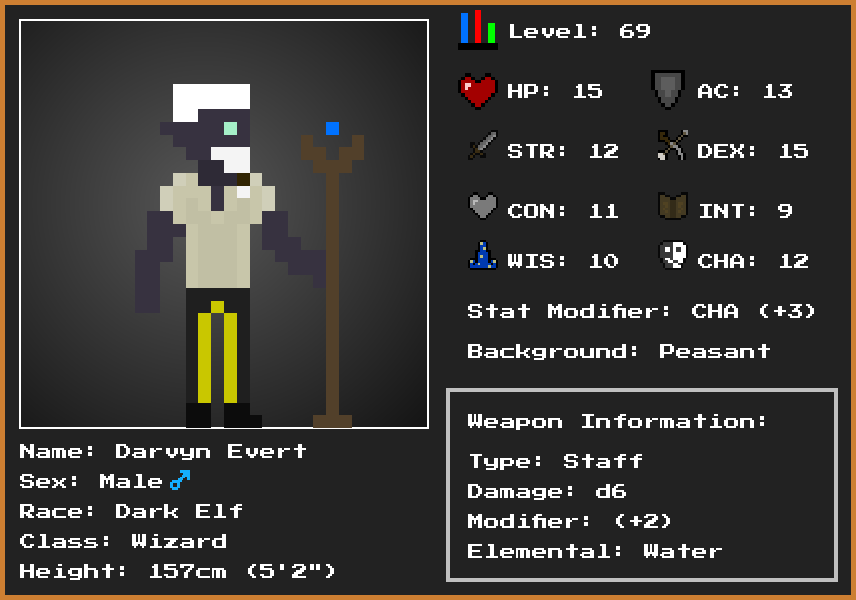 Level: 69
HP: 15 AC: 13
STR: 12 DEX: 15
CON: 11 INT: 9
WIS: 10 CHA: 12
Stat Modifier: CHA (+3)
Background: Peasant
Weapon Information:
Type: Staff
Damage: d6
Modifier: (+2)
Elemental: Water
Name: Darvyn Evert
Sex: Male♂
Race: Dark Elf
Class: Wizard
Height: 157cm (5'2")